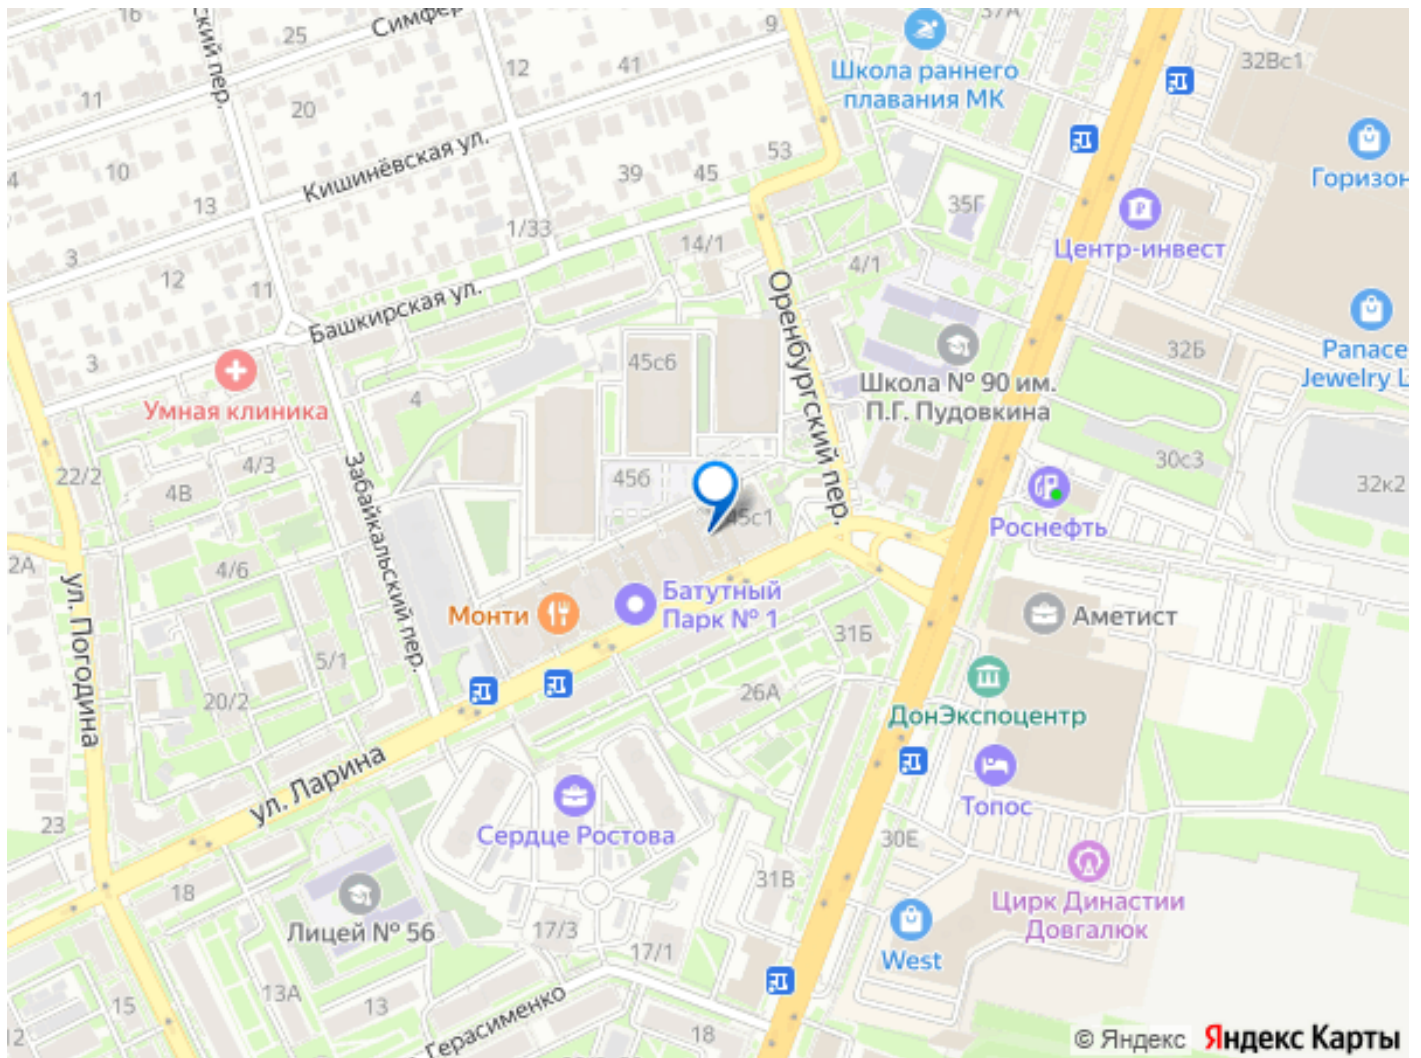 16
ский пер.
25
Симфер
9
37А
Школа раннего
плавания МК
32Вс1
12
41
11
20
Горизон
53
10
Кишинёвская ул.
39
45
4
13
35Г
Центр-инвест
1/33
14/1
3
12
4/1
11
Оренбургский пер.
Башкирская ул.
32Б
Panace
Jewelry L
3
45с6
Школа № 90 им.
П.Г. Пудовкина
Умная клиника
4
4/3
22/2
4В
45б
30с3
32к2
Забайкальский пер.
45с1
Роснефть
2А
4/6
ул. Погодина
Монти
Батутный
Парк № 1
Аметист
31Б
5/1
20/2
26А
ДонЭкспоцентр
ул. Ларина
Топос
23
Сердце Ростова
30Е
18
31В
Цирк Династии
Довгалюк
Лицей № 56
17/3
17/1
West
13А
15
13
12
Герасименко
18
© Яндекс Яндекс Карты